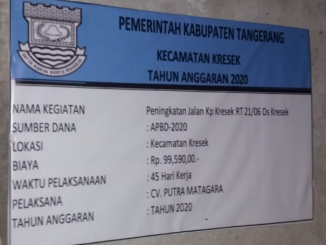 PEMERINTAH KABUPATEN TANGERANG
KECAMATAN KRESEK
TAHUN ANGGARAN 2020
NAMA KEGIATAN : Peningkatan Jalan Kp Kresek RT 21/06 Ds Kresek
SUMBER DANA : APBD-2020
LOKASI : Kecamatan Kresek
BIAYA : Rp. 99,590,00.-
WAKTU PELAKSANAAN : 45 Hari Kerja
PELAKSANA : CV. PUTRA MATAGARA
TAHUN ANGGARAN : TAHUN 2020